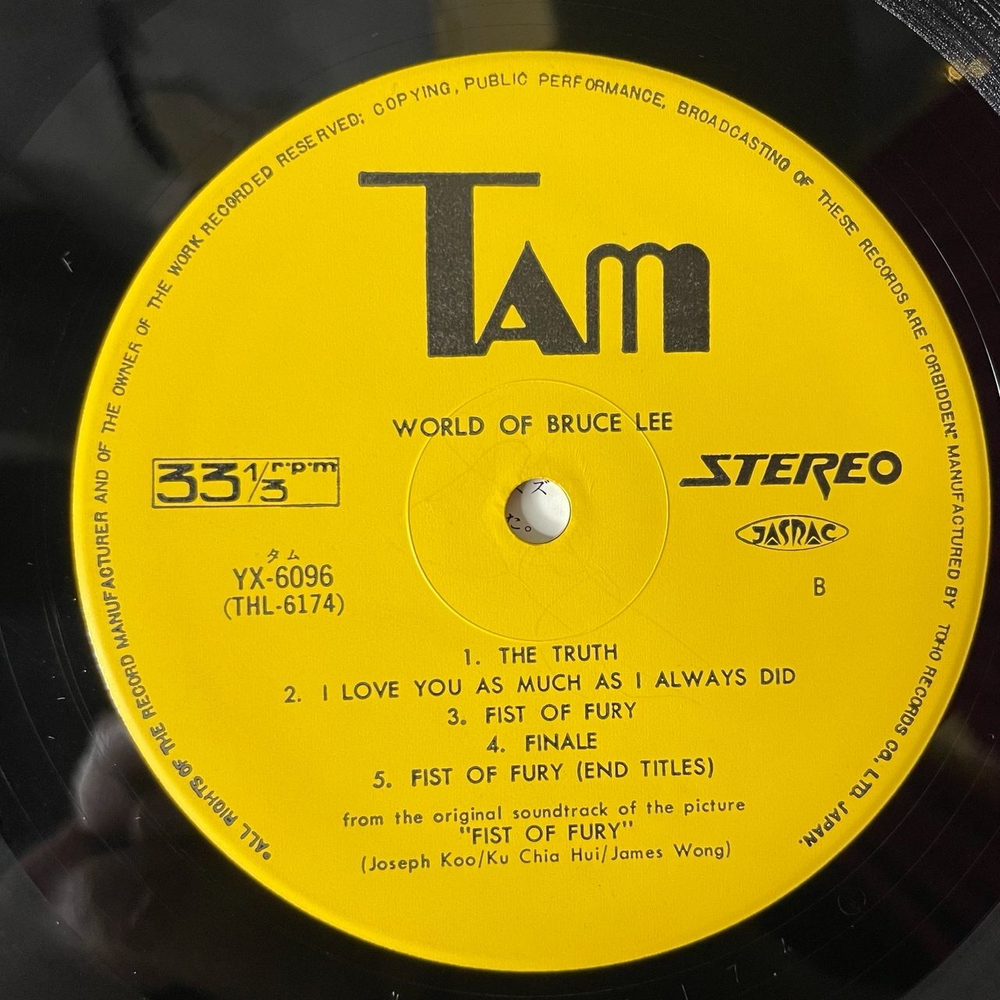 "ALL RIGHTS OF THE RECORD MANUFACTURER AND OF THE OWNER OF THE WORK RECORDED RESERVED; COPYING, PUBLIC PERFORMANCE, BROADCASTING OF THESE RECORDS ARE FORBIDDEN." MANUFACTURED BY TOHO RECORDS CO., LTD. JAPAN.
TAM
WORLD OF BRUCE LEE
33 1/3 r·p·m
STEREO
JASRAC
タム
YX-6096
(THL-6174)
B
ズ
た。
1. THE TRUTH
2. I LOVE YOU AS MUCH AS I ALWAYS DID
3. FIST OF FURY
4. FINALE
5. FIST OF FURY (END TITLES)
from the original soundtrack of the picture
"FIST OF FURY"
(Joseph Koo/Ku Chia Hui/James Wong)